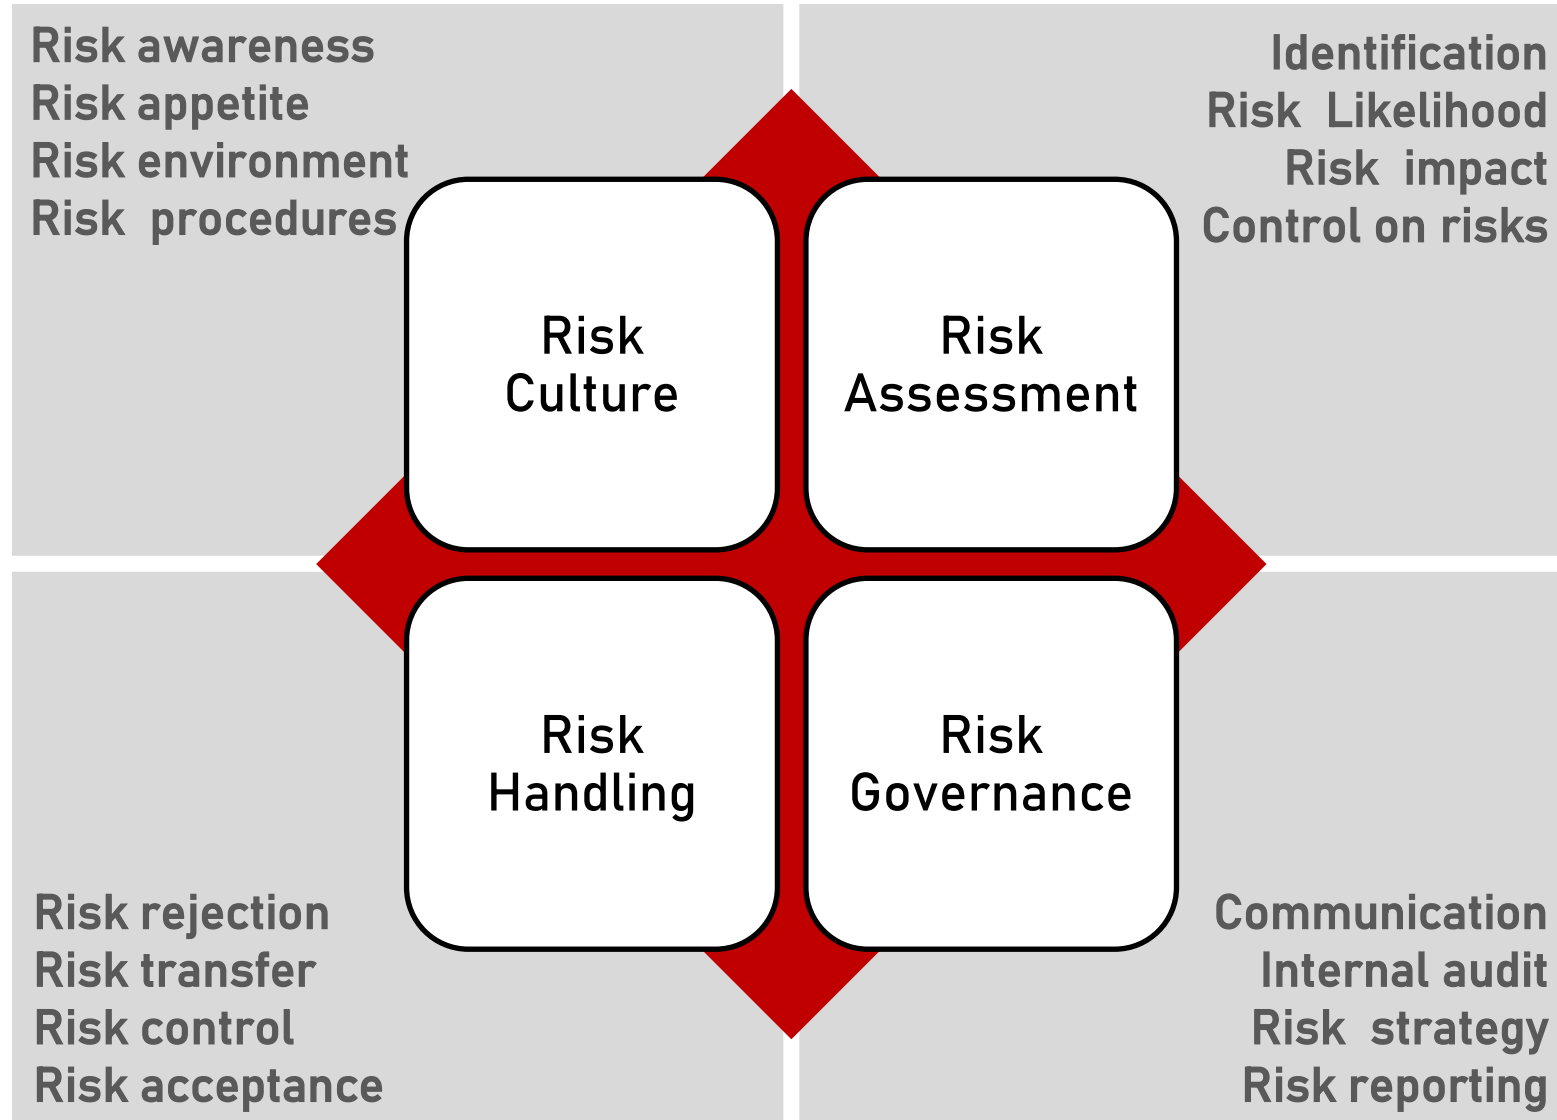 Risk awareness
Risk appetite
Risk environment
Risk  procedures
Identification
Risk  Likelihood
Risk  impact
Control on risks
Risk
Culture
Risk
Assessment
Risk
Handling
Risk
Governance
Risk rejection
Risk transfer
Risk control
Risk acceptance
Communication
Internal audit
Risk  strategy
Risk reporting